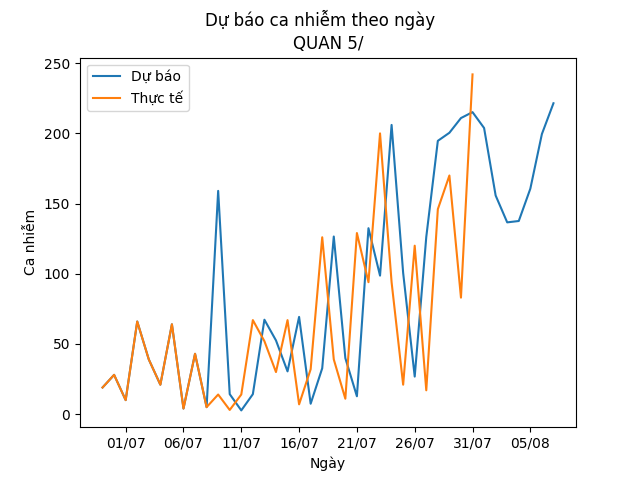 Dự báo ca nhiễm theo ngày
QUAN 5/
250
200
150
100
50
0
Ca nhiễm
Dự báo
Thực tế
01/07 06/07 11/07 16/07 21/07 26/07 31/07 05/08
Ngày